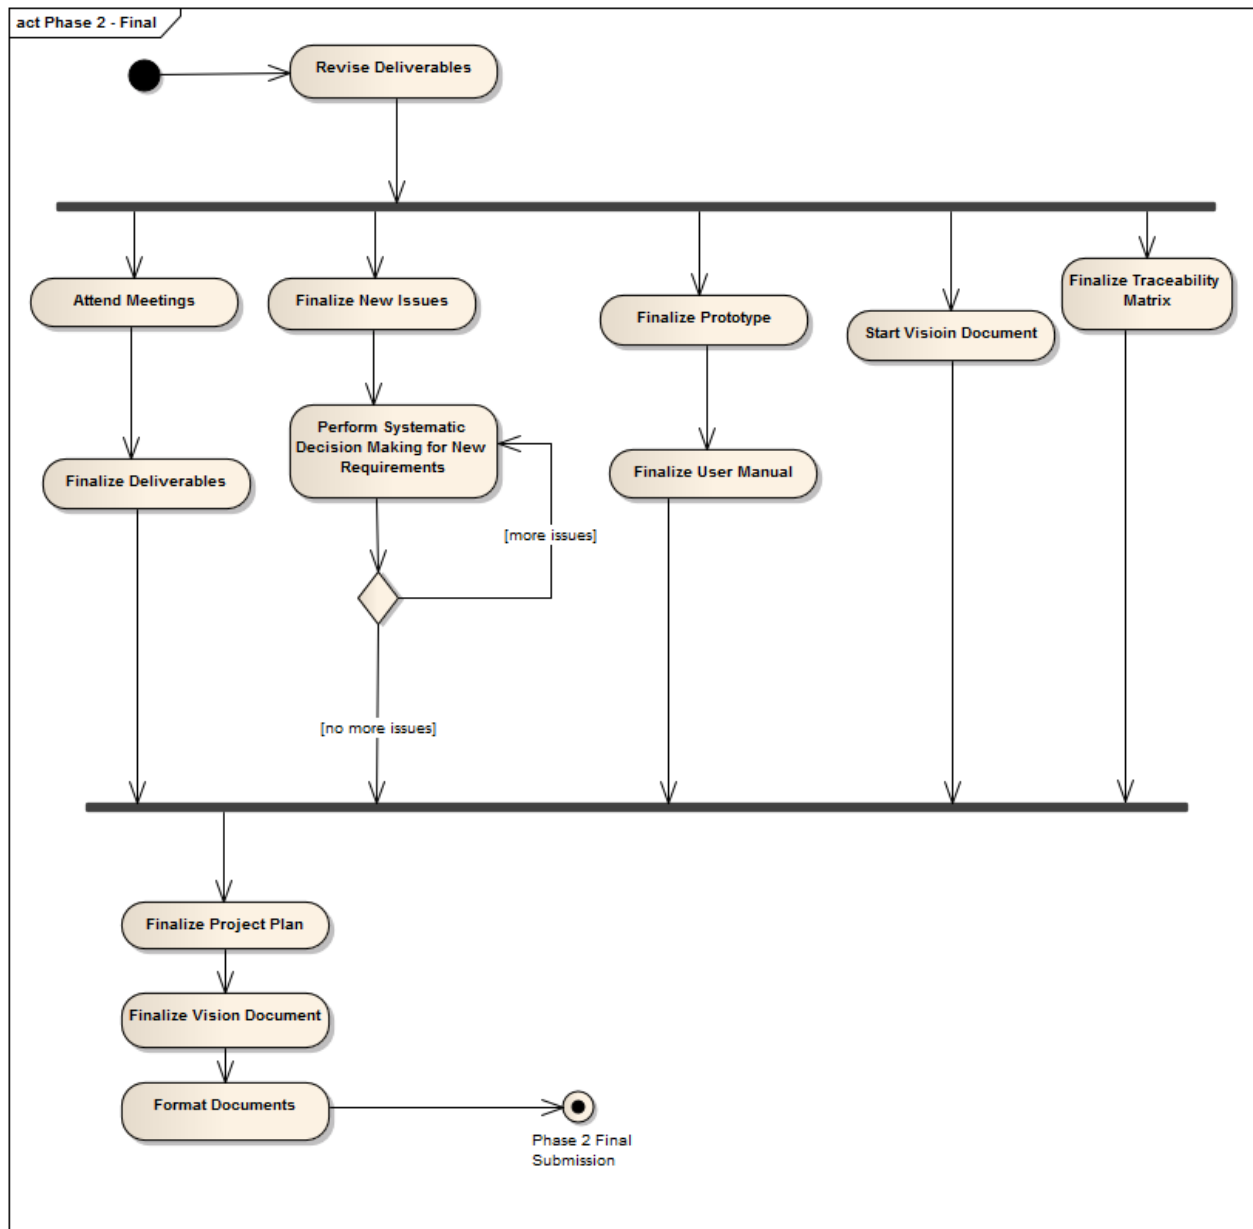 act Phase 2 - Final
Revise Deliverables
Attend Meetings
Finalize New Issues
Finalize Prototype
Start Visioin Document
Finalize Traceability
Matrix
Perform Systematic
Decision Making for New
Requirements
Finalize Deliverables
Finalize User Manual
[more issues]
[no more issues]
Finalize Project Plan
Finalize Vision Document
Format Documents
Phase 2 Final
Submission